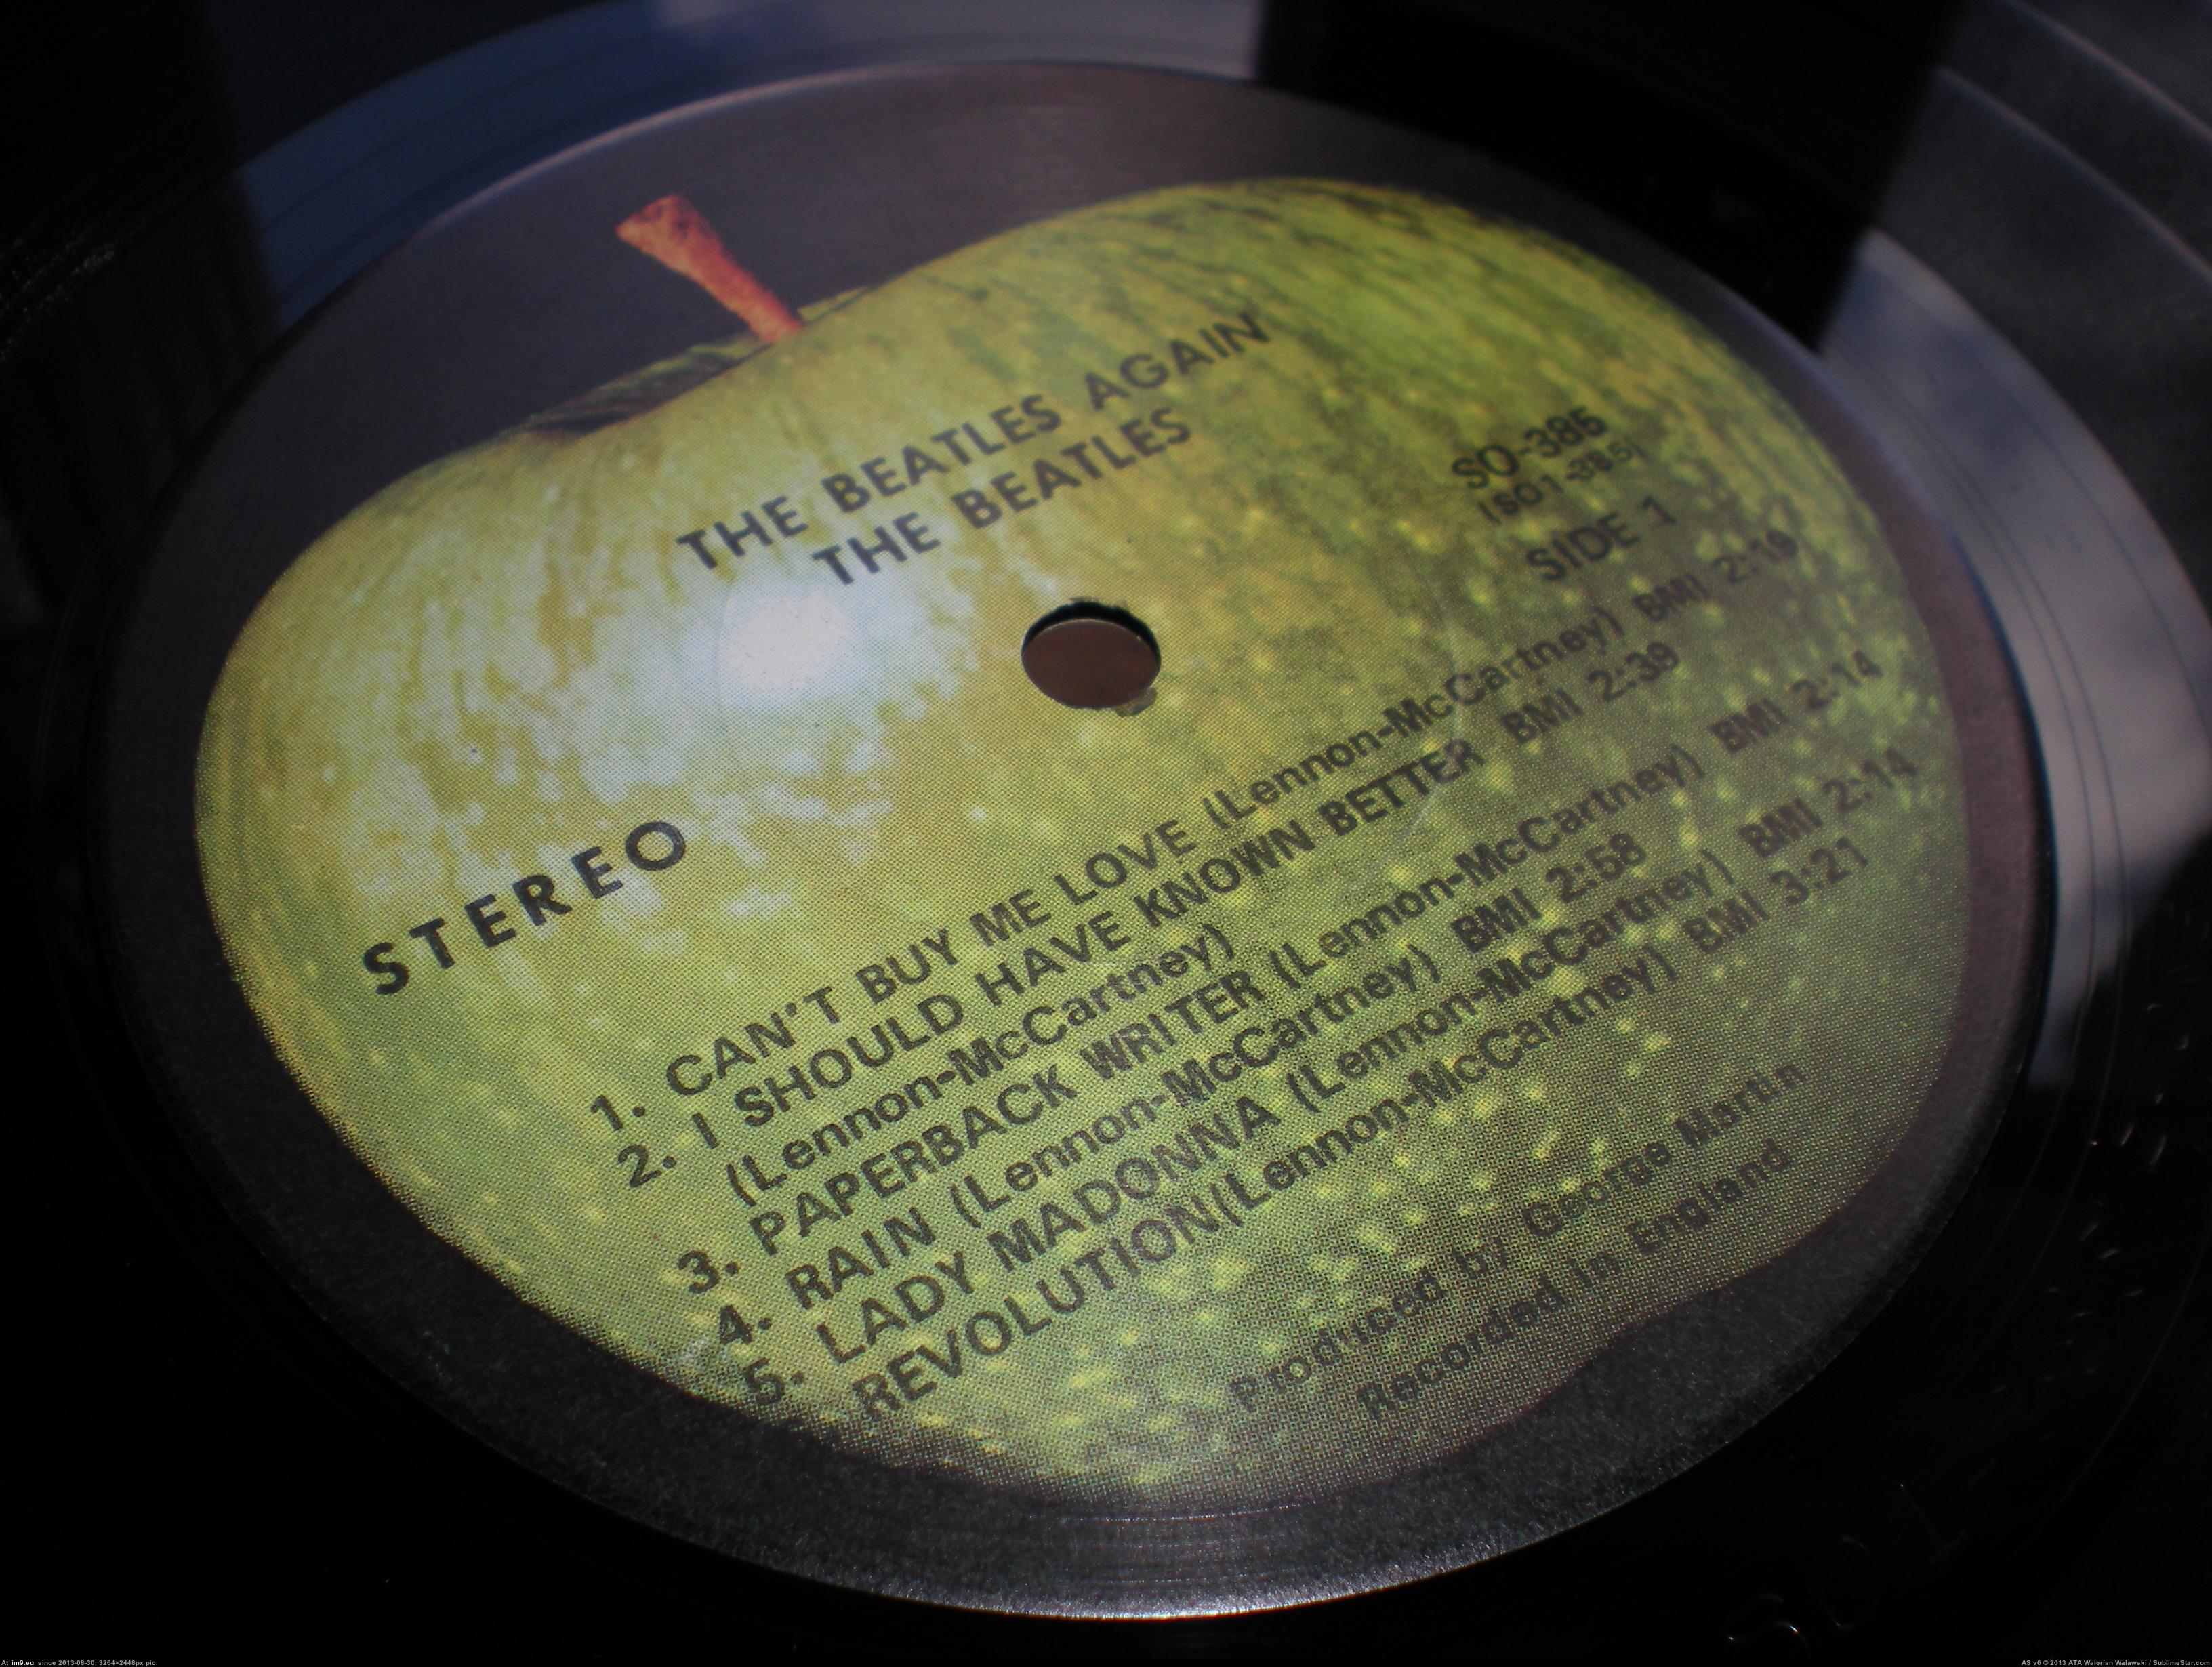 THE BEATLES AGAIN
THE BEATLES
SO-385
(SO1-385)
SIDE 1
STEREO
1. CAN'T BUY ME LOVE (Lennon-McCartney) BMI 2:19
2. I SHOULD HAVE KNOWN BETTER BMI 2:39
(Lennon-McCartney)
3. PAPERBACK WRITER (Lennon-McCartney) BMI 2:14
4. RAIN (Lennon-McCartney) BMI 2:58
5. LADY MADONNA (Lennon-McCartney) BMI 2:14
REVOLUTION(Lennon-McCartney) BMI 3:21
Produced by George Martin
Recorded in England
At im9.eu since 2013-08-30, 3264×2448px pic.
AS v6 © 2013 ATA Walerian Walawski / SublimeStar.com